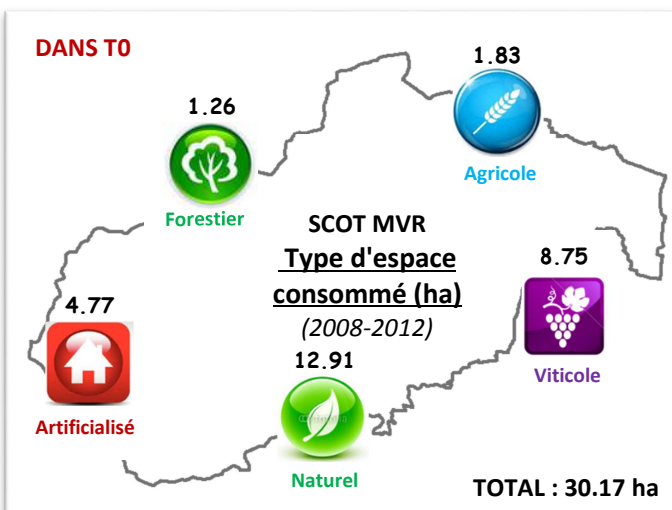 DANS T0
1.83
1.26
Agricole
Forestier
SCOT MVR
Type d'espace
consommé (ha)
(2008-2012)
8.75
4.77
12.91
Viticole
Artificialisé
Naturel
TOTAL : 30.17 ha